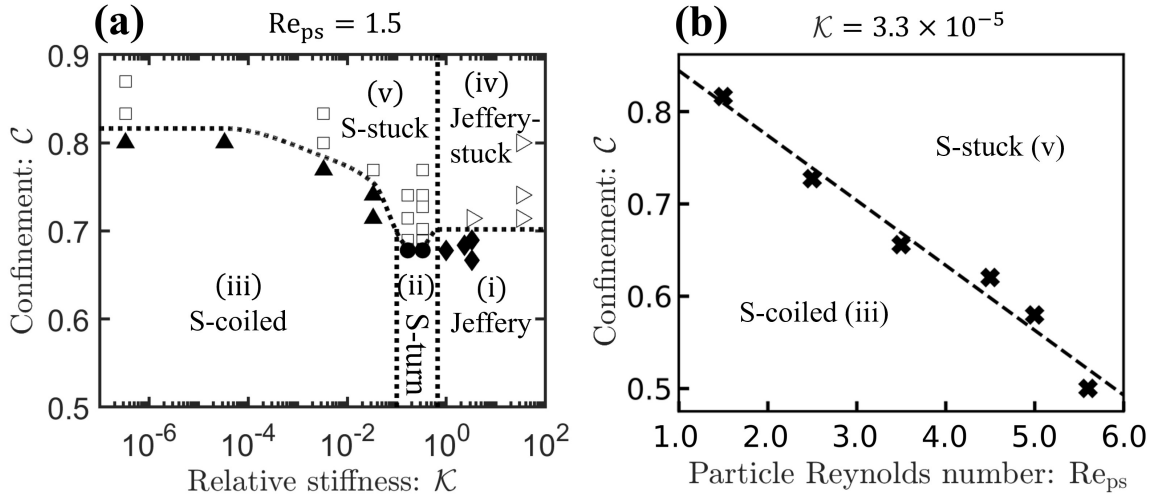 (a)
Re_ps = 1.5
0.9
0.8
0.7
0.6
0.5
Confinement: 𝒞
(v)
S-stuck
(iv)
Jeffery-
stuck
(iii)
S-coiled
(ii)
S-turn
(i)
Jeffery
10^-6
10^-4
10^-2
10^0
10^2
Relative stiffness: 𝒦
(b)
𝒦 = 3.3 × 10^-5
0.8
0.7
0.6
0.5
Confinement: 𝒞
S-stuck (v)
S-coiled (iii)
1.0
2.0
3.0
4.0
5.0
6.0
Particle Reynolds number: Re_ps